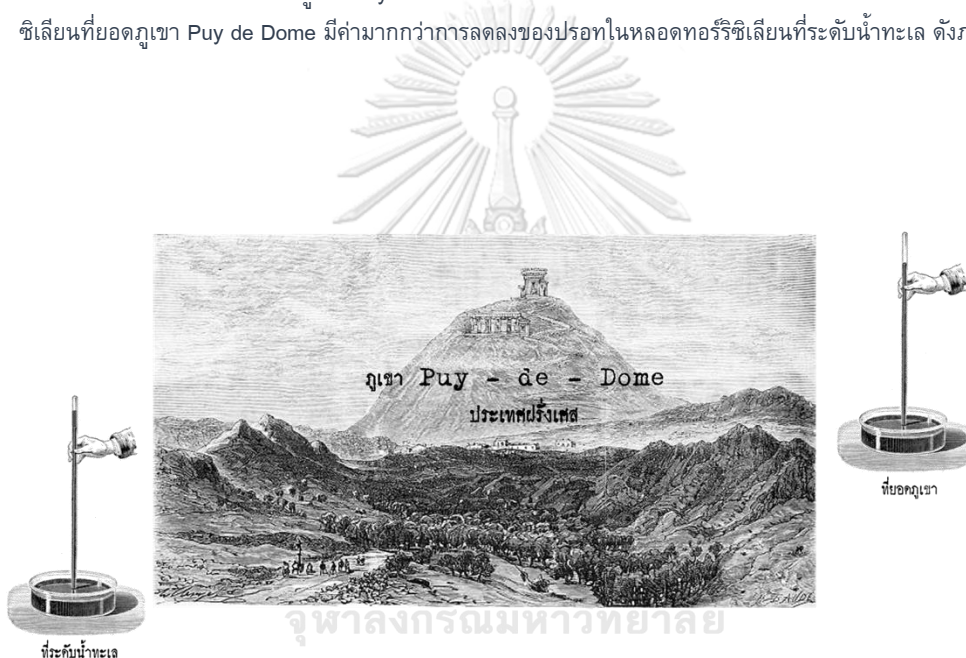 ซิเลียนที่ยอดภูเขา Puy de Dome มีค่ามากกว่าการลดลงของปรอทในหลอดทอร์ริซิเลียนที่ระดับน้ำทะเล
ภูเขา Puy - de - Dome
ประเทศฝรั่งเศส
ที่ยอดภูเขา
จุฬาลงกรณ์มหาวิทยาลัย
ที่ระดับน้ำทะเล